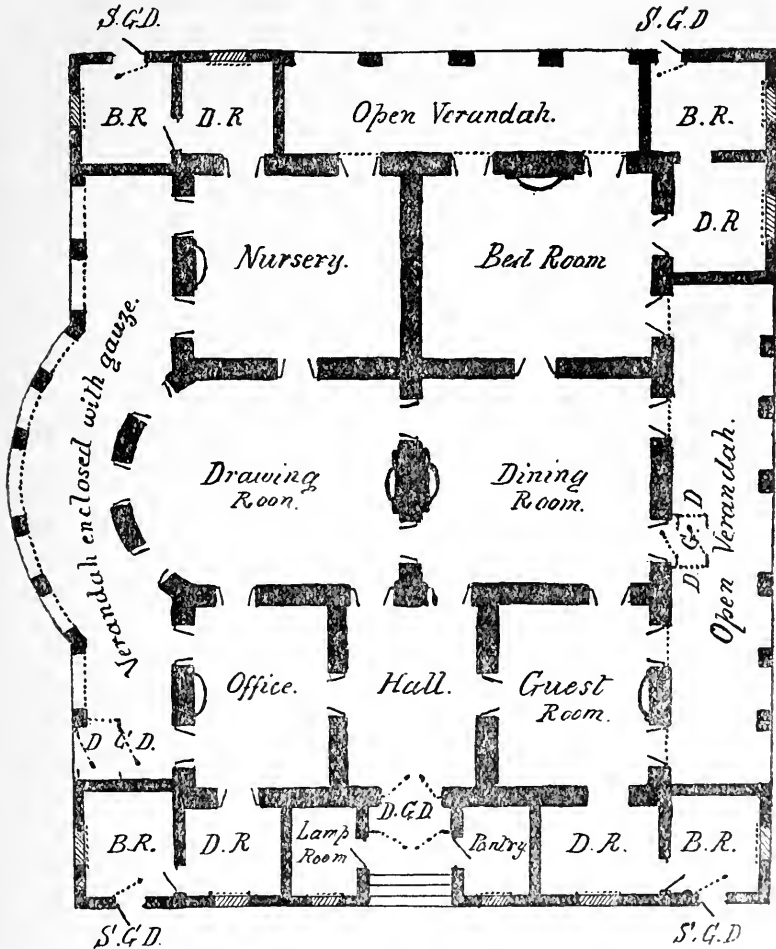 S.G.D.
S.G.D
B.R
D.R
Open Verandah.
B.R.
D.R
Nursery.
Bed Room
Verandah enclosed with gauze.
Drawing
Room.
Dining
Room.
D
G.
D
Open Verandah.
Office.
Hall.
Guest
Room.
D G D.
D.G.D.
B.R.
D.R
Lamp
Room
Pantry
D.R.
B.R.
S.G.D.
S.G.D